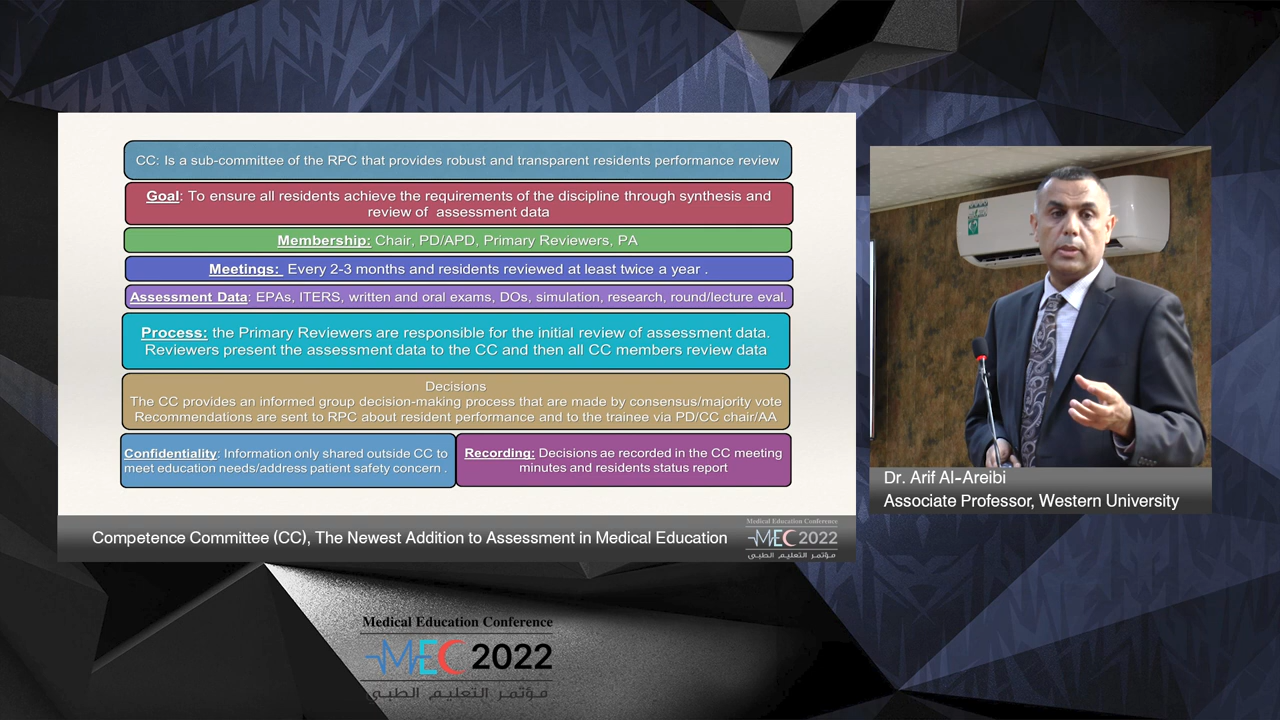 CC: Is a sub-committee of the RPC that provides robust and transparent residents performance review
Goal: To ensure all residents achieve the requirements of the discipline through synthesis and
review of assessment data
Membership: Chair, PD/APD, Primary Reviewers, PA
Meetings: Every 2-3 months and residents reviewed at least twice a year .
Assessment Data: EPAs, ITERS, written and oral exams, DOs, simulation, research, round/lecture eval.
Process: the Primary Reviewers are responsible for the initial review of assessment data.
Reviewers present the assessment data to the CC and then all CC members review data
Decisions
The CC provides an informed group decision-making process that are made by consensus/majority vote
Recommendations are sent to RPC about resident performance and to the trainee via PD/CC chair/AA
Confidentiality: Information only shared outside CC to
meet education needs/address patient safety concern .
Recording: Decisions ae recorded in the CC meeting
minutes and residents status report
Dr. Arif Al-Areibi
Associate Professor, Western University
Competence Committee (CC), The Newest Addition to Assessment in Medical Education
Medical Education Conference
MEC 2022
مؤتمر التعليم الطبي
Medical Education Conference
MEC 2022
مؤتمر التعليم الطبي